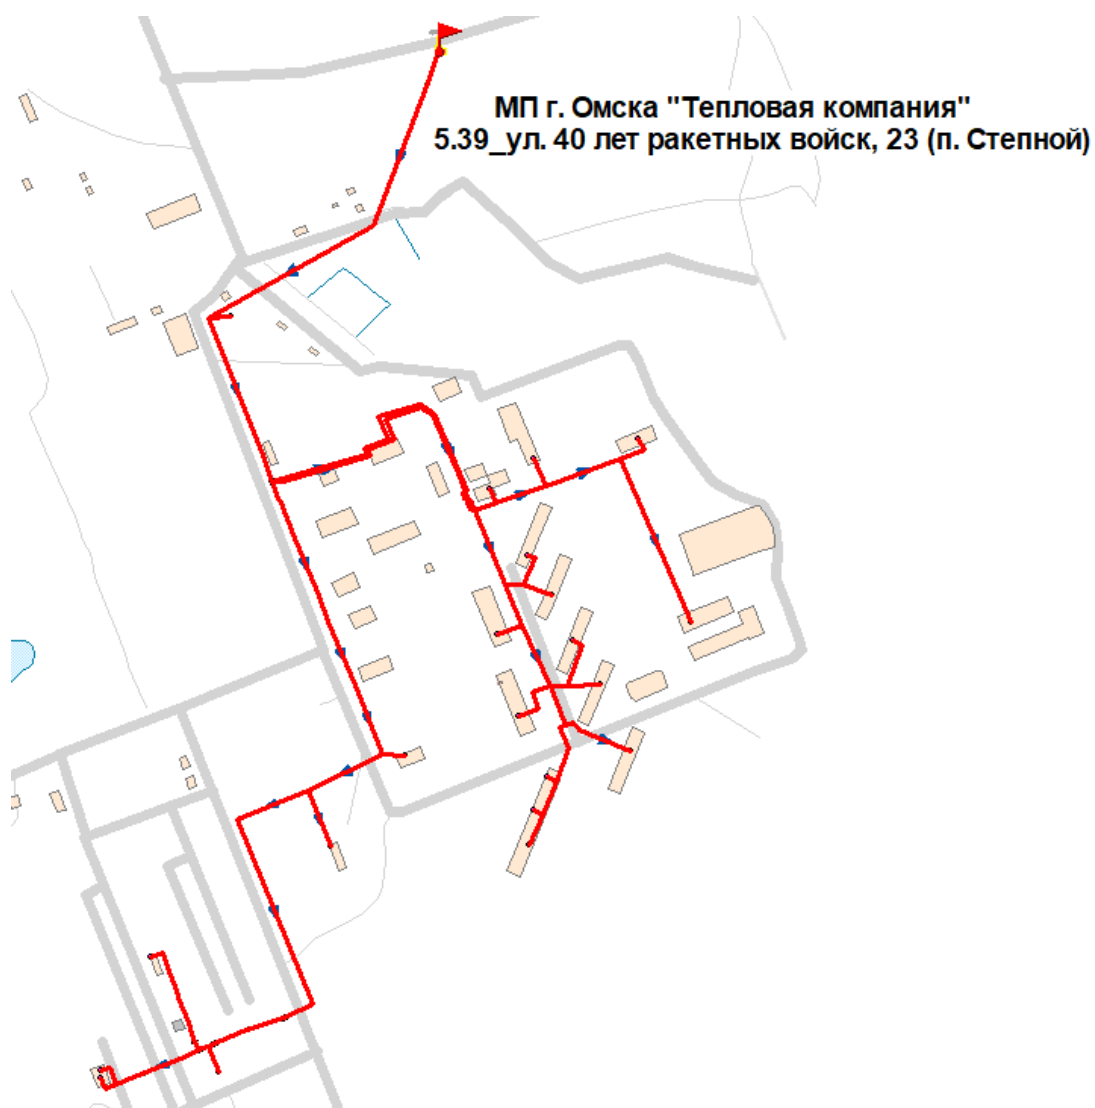 МП г. Омска "Тепловая компания"
5.39_ул. 40 лет ракетных войск, 23 (п. Степной)